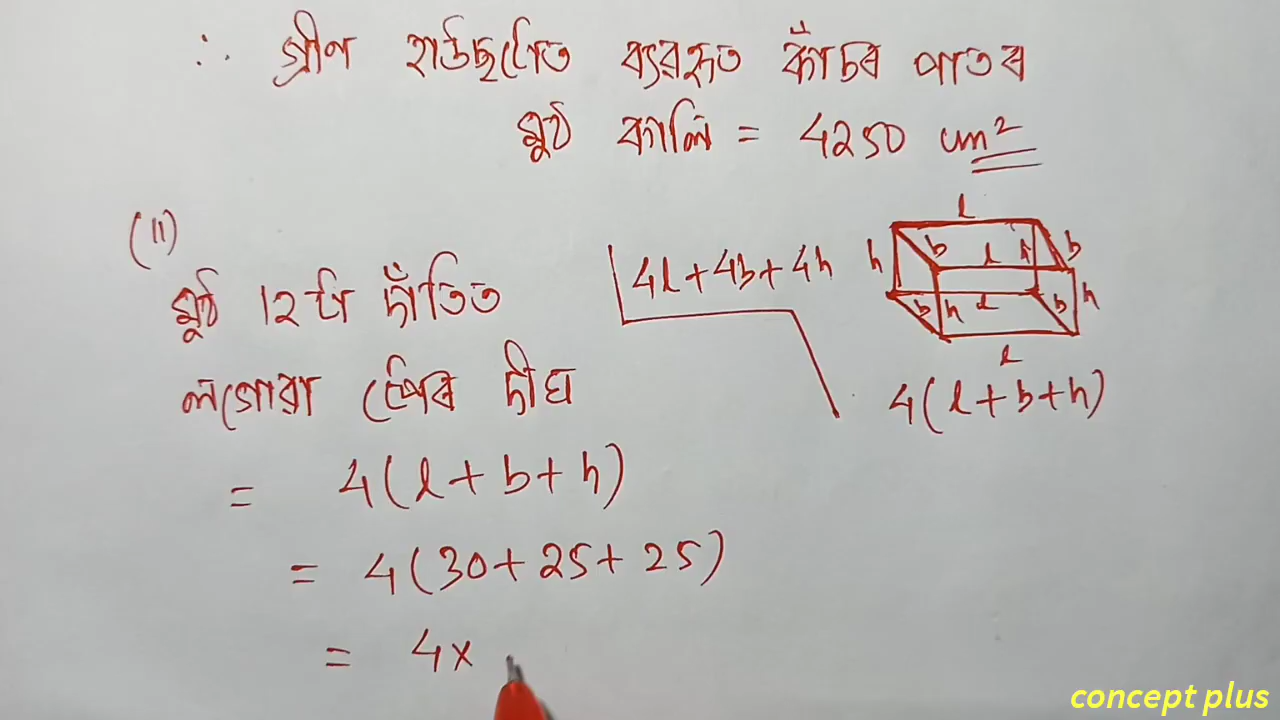 ∴ গ্ৰীণ হাউছটোত ব্যৱহৃত কাঁচৰ পাতৰ
মুঠ কালি = 4250 cm²
(II)
মুঠ 12টা দাঁতিত
লগোৱা টেপৰ দীঘ
= 4(l+b+h)
= 4(30+25+25)
= 4×
4l+4b+4h
l
h b l h b
b h l b h
l
4(l+b+h)
concept plus